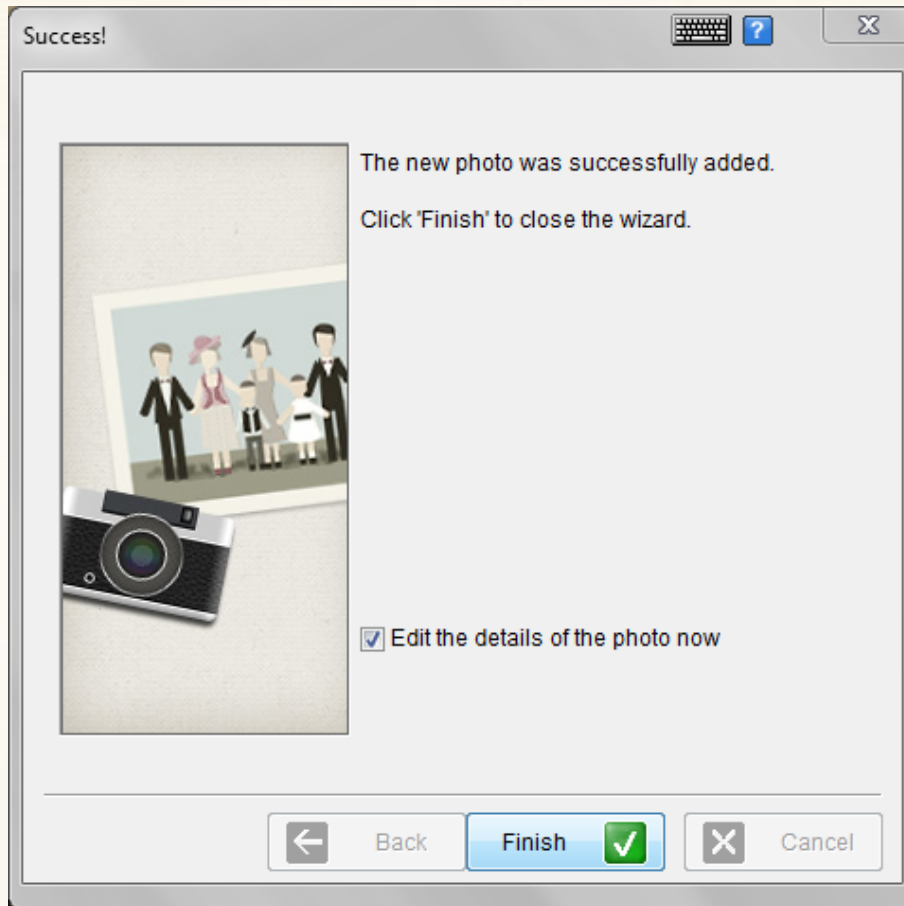 Success!
?
The new photo was successfully added.
Click 'Finish' to close the wizard.
Edit the details of the photo now
Back
Finish
Cancel